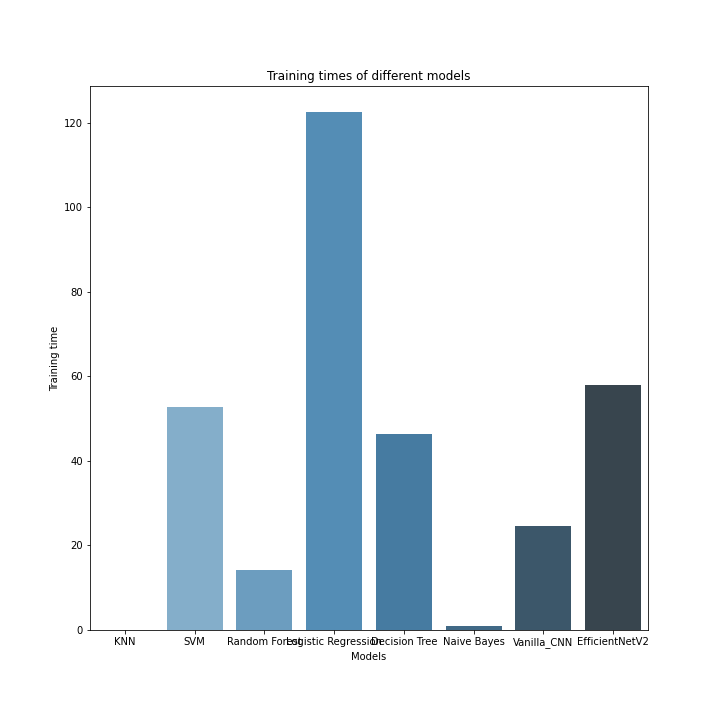 Training times of different models
120
100
80
60
40
20
0
Training time
KNN
SVM
Random Forest
Logistic Regression
Decision Tree
Naive Bayes
Vanilla_CNN
EfficientNetV2
Models